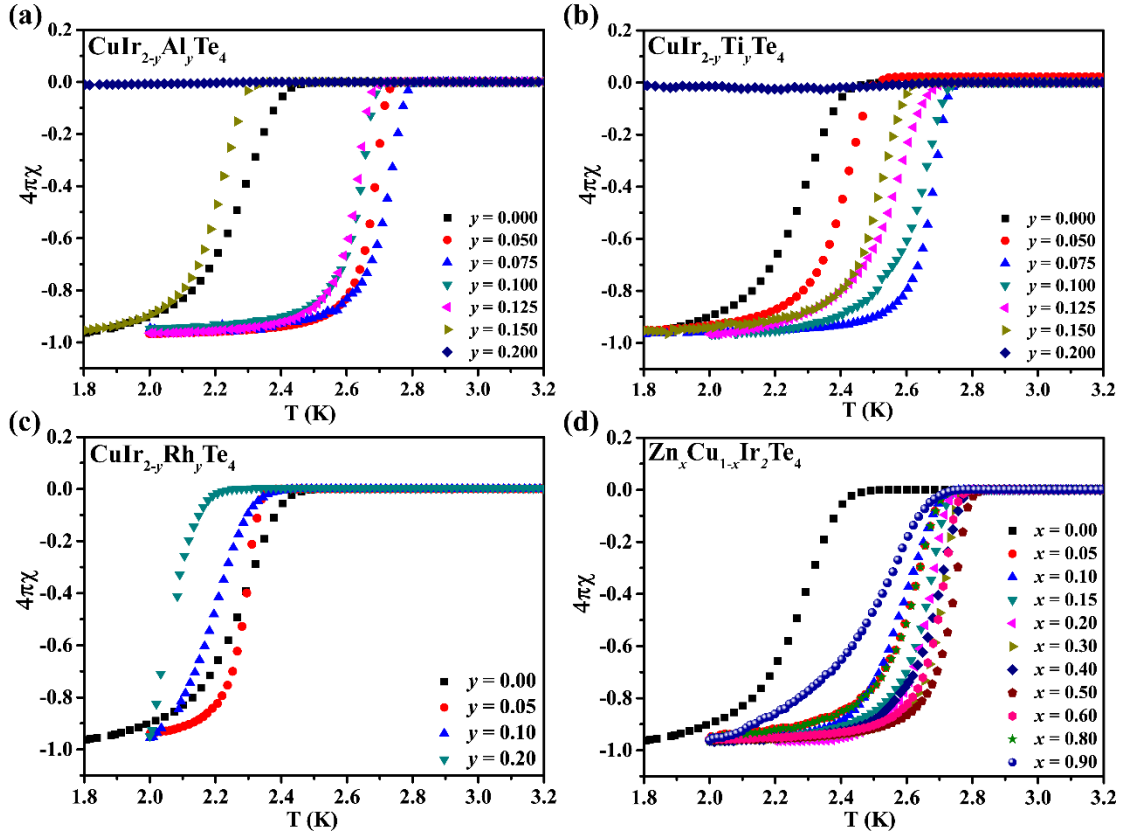 (a)
CuIr2-yAlyTe4
0.2
0.0
-0.2
-0.4
-0.6
-0.8
-1.0
4πχ
y = 0.000
y = 0.050
y = 0.075
y = 0.100
y = 0.125
y = 0.150
y = 0.200
1.8 2.0 2.2 2.4 2.6 2.8 3.0 3.2
T (K)
(b)
CuIr2-yTiyTe4
0.2
0.0
-0.2
-0.4
-0.6
-0.8
-1.0
4πχ
y = 0.000
y = 0.050
y = 0.075
y = 0.100
y = 0.125
y = 0.150
y = 0.200
1.8 2.0 2.2 2.4 2.6 2.8 3.0 3.2
T (K)
(c)
CuIr2-yRhyTe4
0.2
0.0
-0.2
-0.4
-0.6
-0.8
-1.0
4πχ
y = 0.00
y = 0.05
y = 0.10
y = 0.20
1.8 2.0 2.2 2.4 2.6 2.8 3.0 3.2
T (K)
(d)
ZnxCu1-xIr2Te4
0.2
0.0
-0.2
-0.4
-0.6
-0.8
-1.0
4πχ
x = 0.00
x = 0.05
x = 0.10
x = 0.15
x = 0.20
x = 0.30
x = 0.40
x = 0.50
x = 0.60
x = 0.80
x = 0.90
1.8 2.0 2.2 2.4 2.6 2.8 3.0 3.2
T (K)